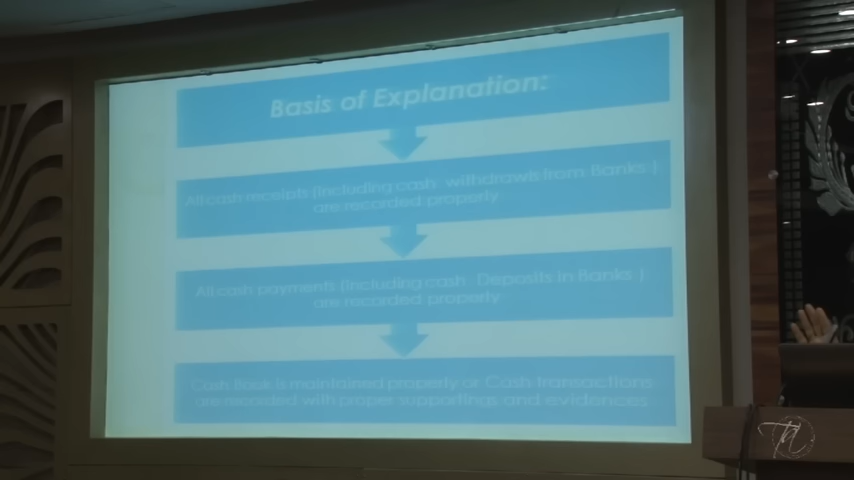 Basis of Explanation:
All cash receipts (including cash withdrawls from Banks )
are recorded properly
All cash payments (including cash Deposits in Banks )
are recorded properly
Cash Book is maintained properly or Cash transactions
are recorded with proper supportings and evidences